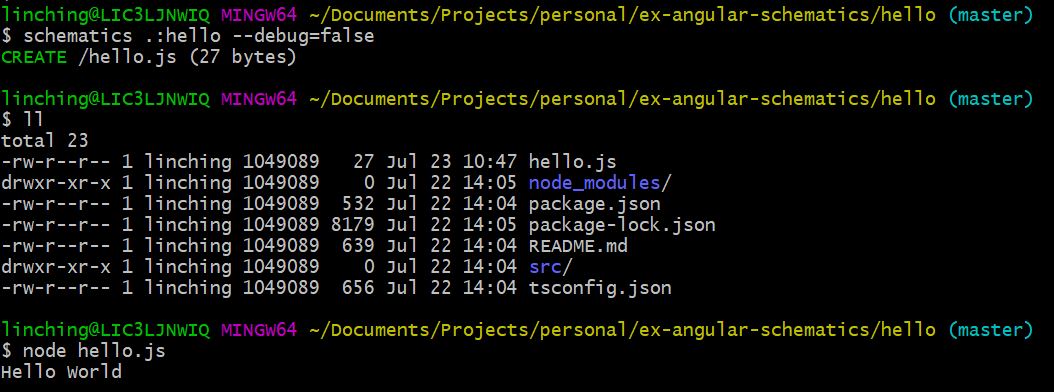 linching@LIC3LJNWIQ MINGW64 ~/Documents/Projects/personal/ex-angular-schematics/hello (master)
$ schematics .:hello --debug=false
CREATE /hello.js (27 bytes)
linching@LIC3LJNWIQ MINGW64 ~/Documents/Projects/personal/ex-angular-schematics/hello (master)
$ ll
total 23
-rw-r--r-- 1 linching 1049089   27 Jul 23 10:47 hello.js
drwxr-xr-x 1 linching 1049089    0 Jul 22 14:05 node_modules/
-rw-r--r-- 1 linching 1049089  532 Jul 22 14:04 package.json
-rw-r--r-- 1 linching 1049089 8179 Jul 22 14:05 package-lock.json
-rw-r--r-- 1 linching 1049089  639 Jul 22 14:04 README.md
drwxr-xr-x 1 linching 1049089    0 Jul 22 14:04 src/
-rw-r--r-- 1 linching 1049089  656 Jul 22 14:04 tsconfig.json
linching@LIC3LJNWIQ MINGW64 ~/Documents/Projects/personal/ex-angular-schematics/hello (master)
$ node hello.js
Hello World